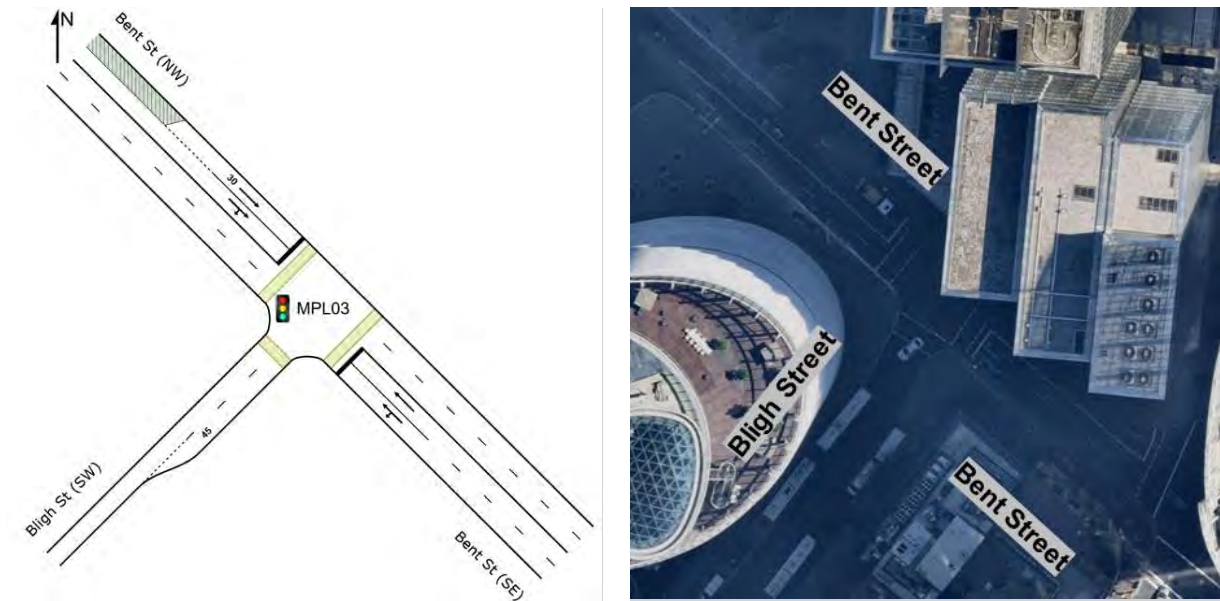 N
Bent St (NW)
30
MPL03
45
Bligh St (SW)
Bent St (SE)
Bent Street
Bligh Street
Bent Street